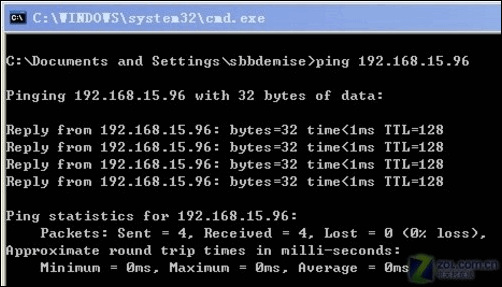 C:\WINDOWS\system32\cmd.exe
C:\Documents and Settings\sbbdemise>ping 192.168.15.96
Pinging 192.168.15.96 with 32 bytes of data:
Reply from 192.168.15.96: bytes=32 time<1ms TTL=128
Reply from 192.168.15.96: bytes=32 time<1ms TTL=128
Reply from 192.168.15.96: bytes=32 time<1ms TTL=128
Reply from 192.168.15.96: bytes=32 time<1ms TTL=128
Ping statistics for 192.168.15.96:
Packets: Sent = 4, Received = 4, Lost = 0 (0% loss),
Approximate round trip times in milli-seconds:
Minimum = 0ms, Maximum = 0ms, Average = 0ms